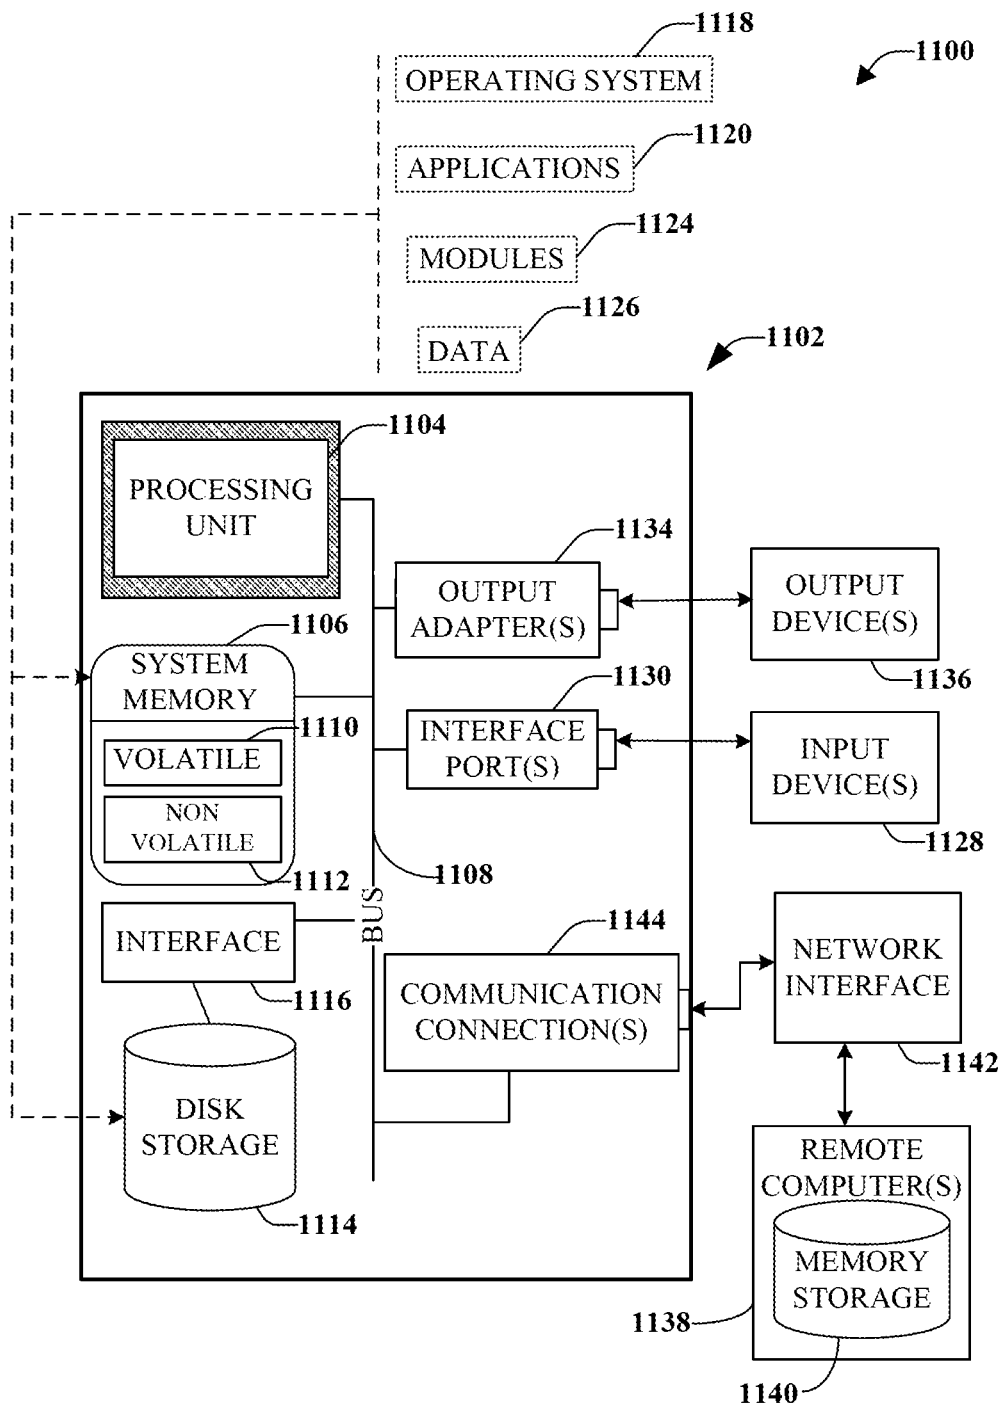 1118
1100
OPERATING SYSTEM
1120
APPLICATIONS
1124
MODULES
1126
DATA
1102
1104
PROCESSING
UNIT
1134
OUTPUT
ADAPTER(S)
OUTPUT
DEVICE(S)
1136
1106
SYSTEM
MEMORY
1110
VOLATILE
NON
VOLATILE
1112
1130
INTERFACE
PORT(S)
INPUT
DEVICE(S)
1128
1108
BUS
INTERFACE
1116
1144
COMMUNICATION
CONNECTION(S)
NETWORK
INTERFACE
1142
DISK
STORAGE
1114
REMOTE
COMPUTER(S)
MEMORY
STORAGE
1138
1140